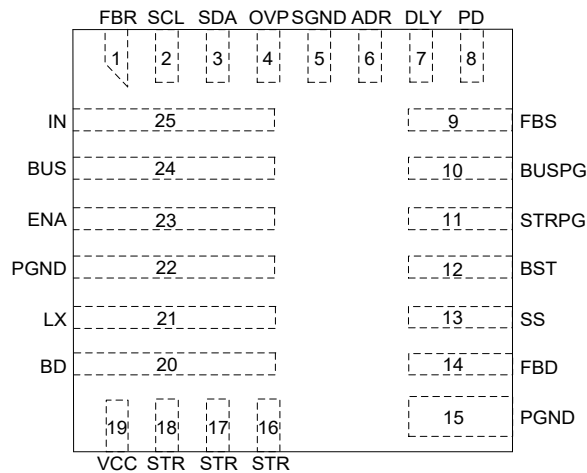 FBR SCL SDA OVP SGND ADR DLY PD
1 2 3 4 5 6 7 8
IN 25 9 FBS
BUS 24 10 BUSPG
ENA 23 11 STRPG
PGND 22 12 BST
LX 21 13 SS
BD 20 14 FBD
15 PGND
19 18 17 16
VCC STR STR STR